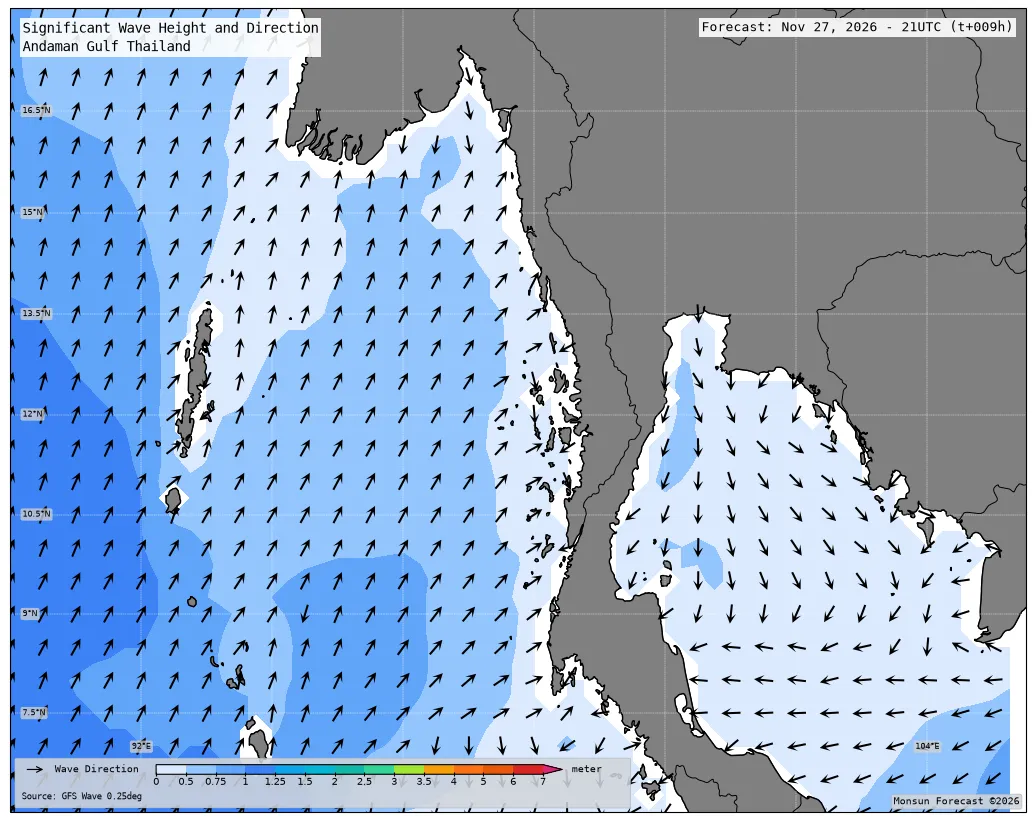 Significant Wave Height and Direction
Andaman Gulf Thailand
Forecast: Nov 27, 2026 - 21UTC (t+009h)
16.5°N
15°N
13.5°N
12°N
10.5°N
9°N
7.5°N
92°E
104°E
Wave Direction
meter
0 0.5 0.75 1 1.25 1.5 2 2.5 3 3.5 4 5 6 7
Source: GFS Wave 0.25deg
Monsun Forecast ©2026